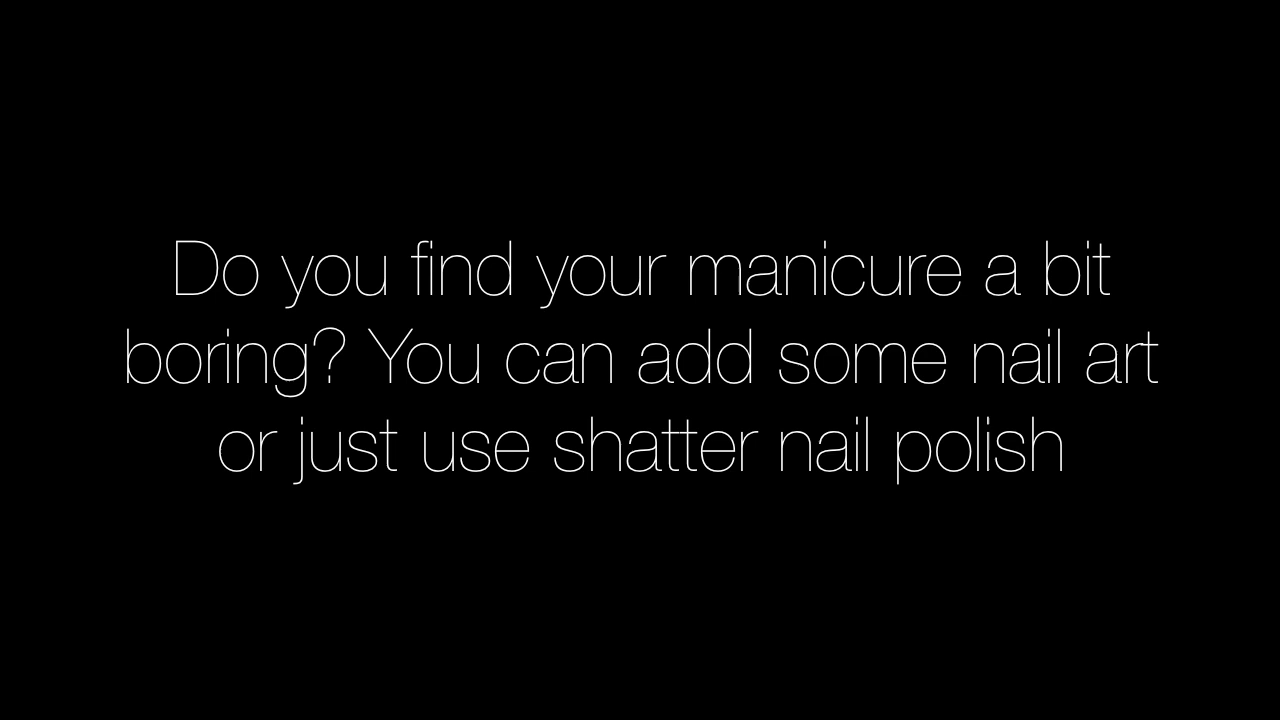 Do you find your manicure a bit
boring? You can add some nail art
or just use shatter nail polish